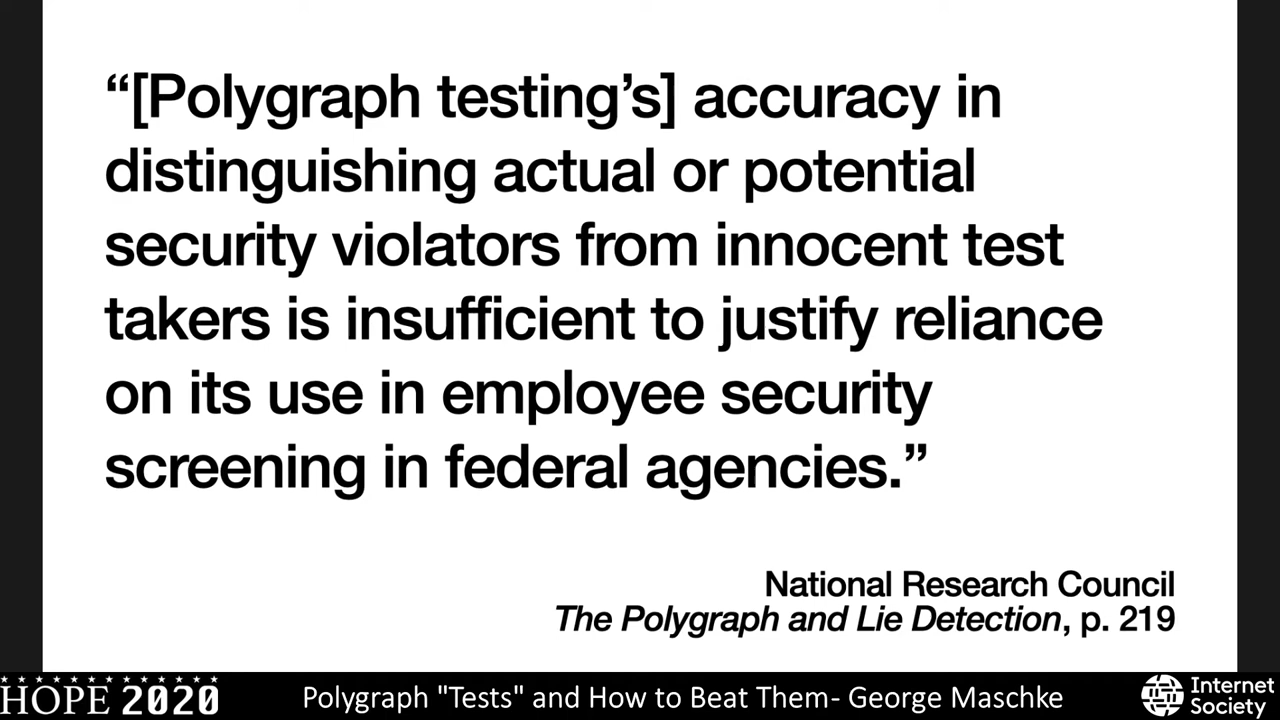 “[Polygraph testing’s] accuracy in
distinguishing actual or potential
security violators from innocent test
takers is insufficient to justify reliance
on its use in employee security
screening in federal agencies.”
National Research Council
The Polygraph and Lie Detection, p. 219
HOPE 2020
Polygraph "Tests" and How to Beat Them- George Maschke
Internet
Society